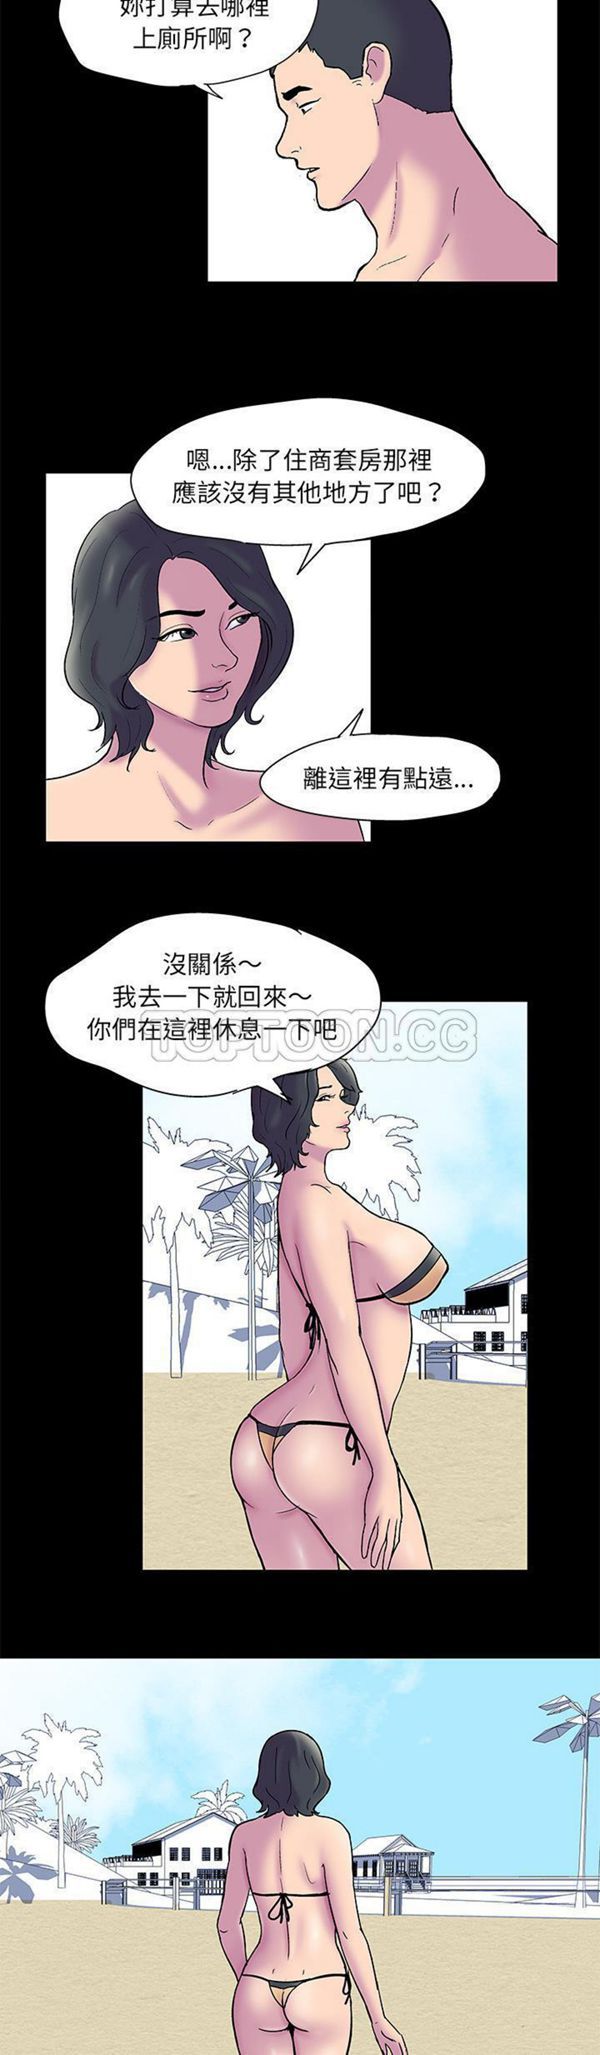 妳打算去哪裡
上廁所啊？
嗯...除了住商套房那裡
應該沒有其他地方了吧？
離這裡有點遠...
沒關係～
我去一下就回來～
你們在這裡休息一下吧
TOPTOON.CC